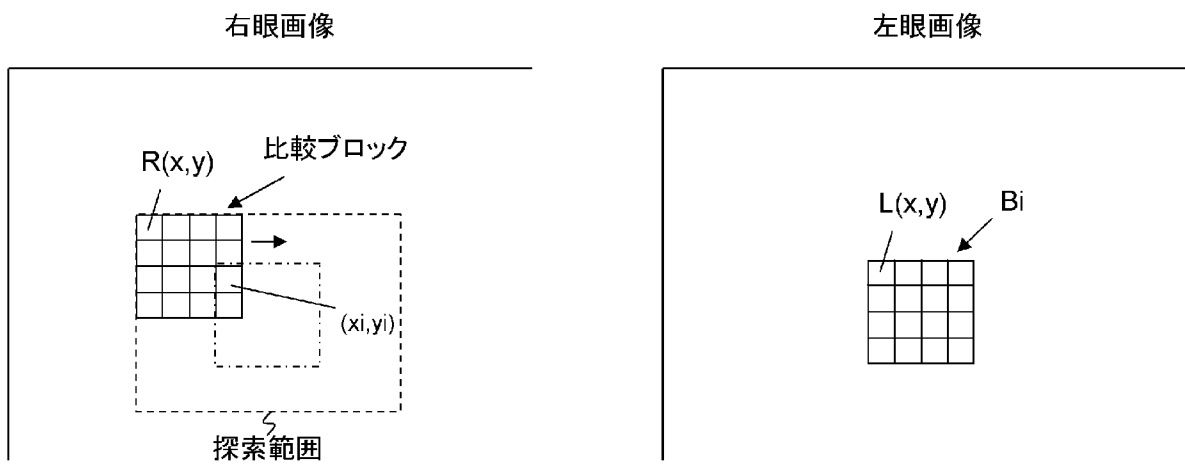 右眼画像
左眼画像
比較ブロック
R(x,y)
(xi,yi)
探索範囲
L(x,y)
Bi